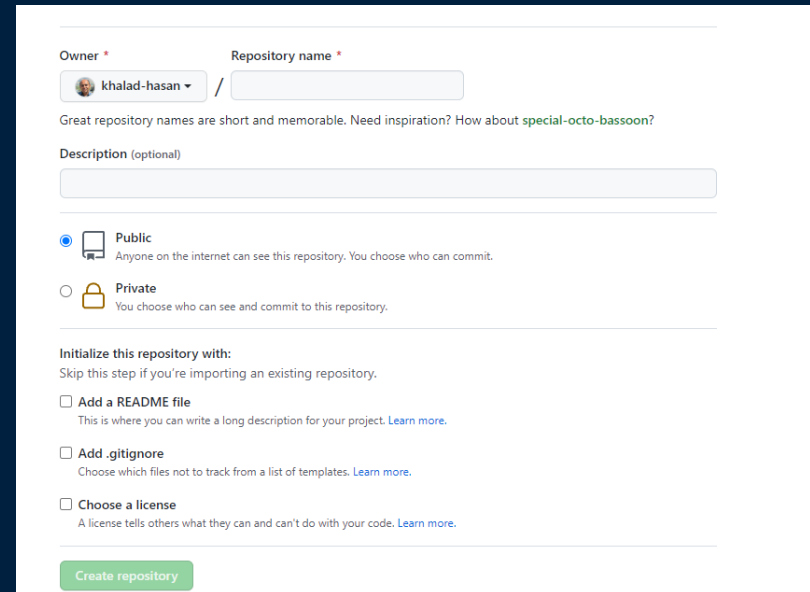 Owner * Repository name *
khalad-hasan /
Great repository names are short and memorable. Need inspiration? How about special-octo-bassoon?
Description (optional)
Public
Anyone on the internet can see this repository. You choose who can commit.
Private
You choose who can see and commit to this repository.
Initialize this repository with:
Skip this step if you're importing an existing repository.
Add a README file
This is where you can write a long description for your project. Learn more.
Add .gitignore
Choose which files not to track from a list of templates. Learn more.
Choose a license
A license tells others what they can and can't do with your code. Learn more.
Create repository